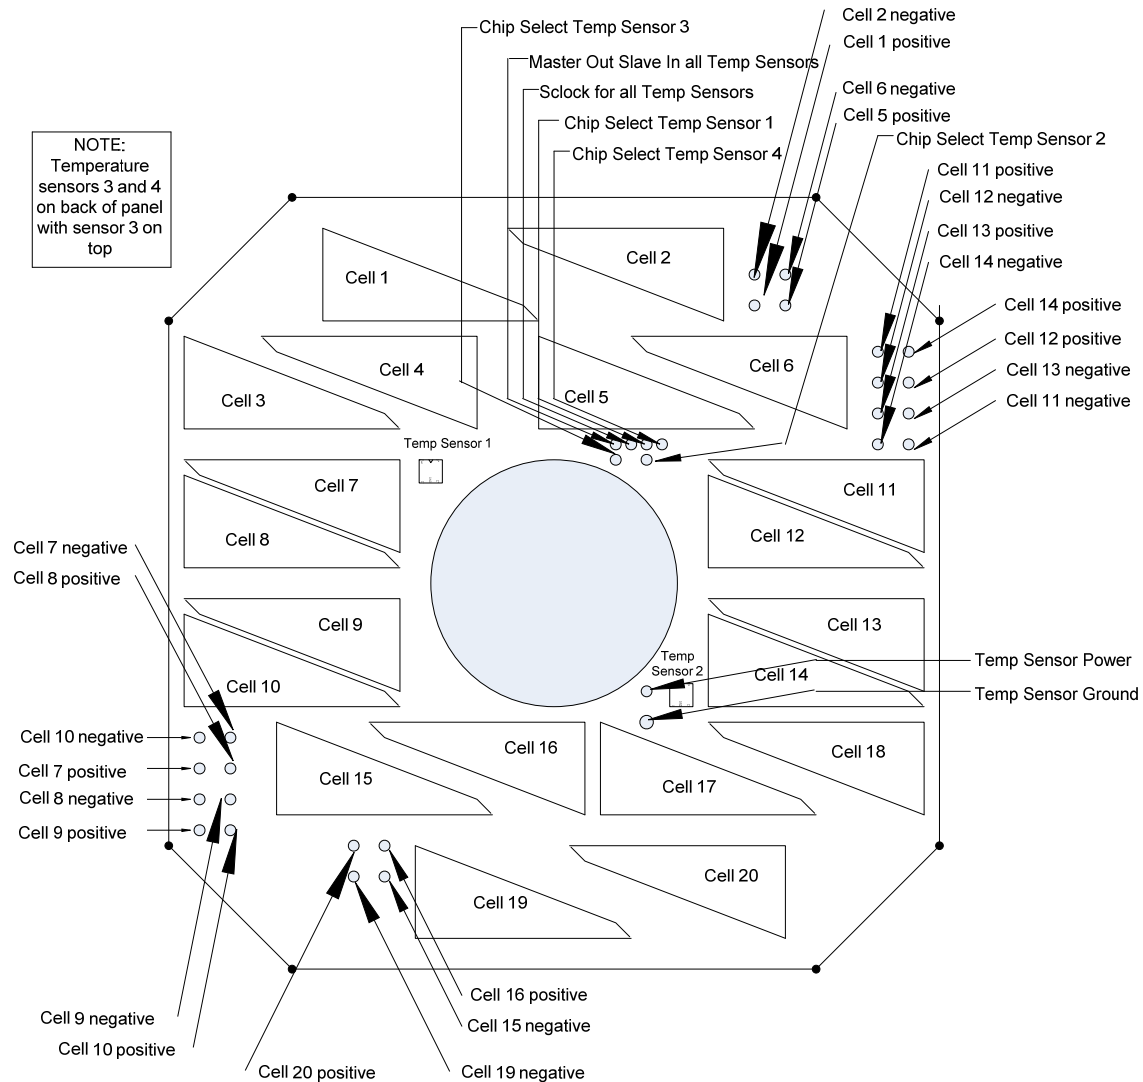 Cell 2 negative
Chip Select Temp Sensor 3
Cell 1 positive
Master Out Slave In all Temp Sensors
Sclock for all Temp Sensors
Cell 6 negative
Cell 5 positive
Chip Select Temp Sensor 1
Chip Select Temp Sensor 2
Chip Select Temp Sensor 4
NOTE:
Temperature
sensors 3 and 4
on back of panel
with sensor 3 on
top
Cell 11 positive
Cell 12 negative
Cell 13 positive
Cell 14 negative
Cell 1
Cell 2
Cell 14 positive
Cell 12 positive
Cell 13 negative
Cell 11 negative
Cell 3
Cell 4
Cell 5
Cell 6
Temp Sensor 1
Cell 7
Cell 11
Cell 8
Cell 12
Cell 7 negative
Cell 8 positive
Cell 9
Cell 13
Cell 10
Temp
Sensor 2
Cell 14
Temp Sensor Power
Temp Sensor Ground
Cell 10 negative
Cell 7 positive
Cell 8 negative
Cell 9 positive
Cell 15
Cell 16
Cell 17
Cell 18
Cell 19
Cell 20
Cell 16 positive
Cell 15 negative
Cell 9 negative
Cell 10 positive
Cell 20 positive
Cell 19 negative